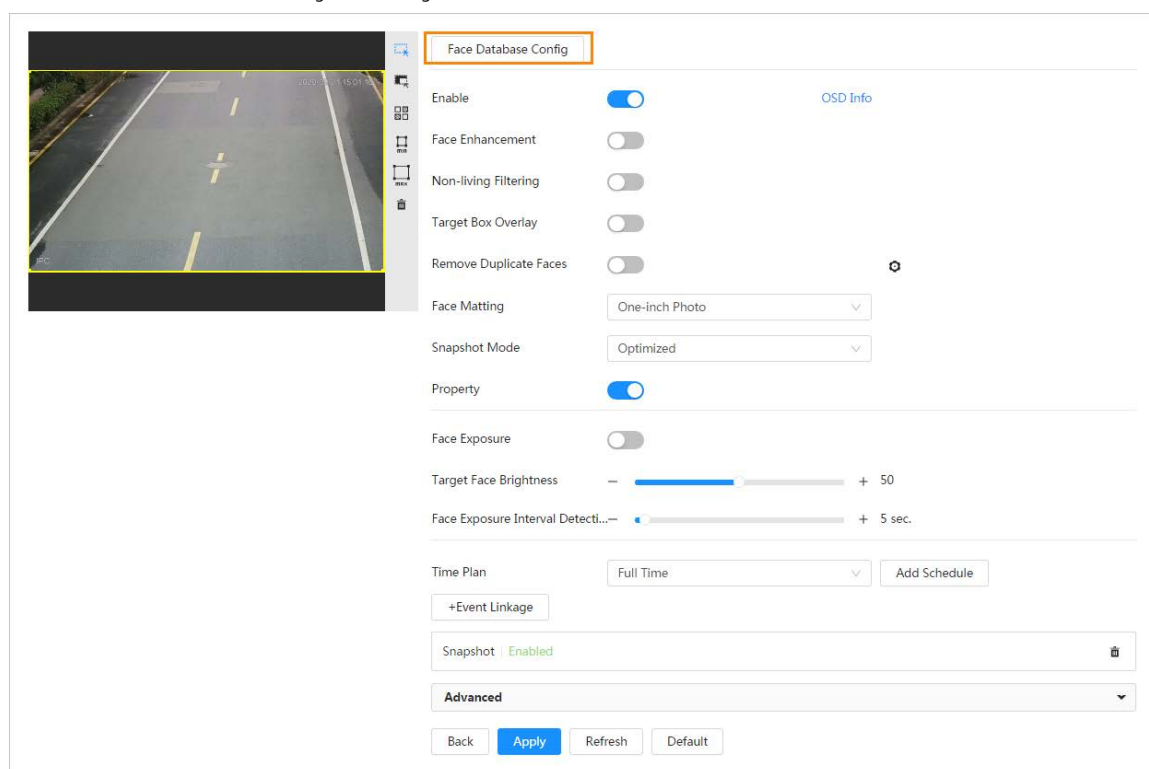 Face Database Config
Enable
OSD Info
Face Enhancement
min
Non-living Filtering
max
Target Box Overlay
Remove Duplicate Faces
IPC
Face Matting
One-inch Photo
Snapshot Mode
Optimized
Property
Face Exposure
Target Face Brightness
− + 50
Face Exposure Interval Detecti...
− + 5 sec.
Time Plan
Full Time
Add Schedule
+Event Linkage
Snapshot | Enabled
Advanced
Back
Apply
Refresh
Default